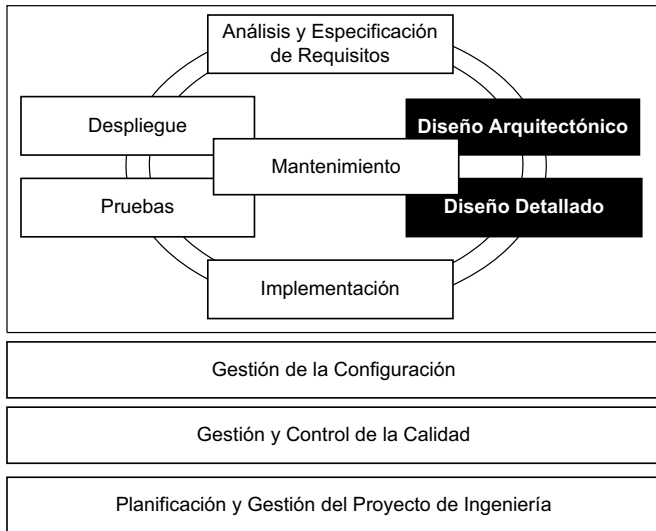 Análisis y Especificación
de Requisitos
Despliegue
Diseño Arquitectónico
Mantenimiento
Pruebas
Diseño Detallado
Implementación
Gestión de la Configuración
Gestión y Control de la Calidad
Planificación y Gestión del Proyecto de Ingeniería